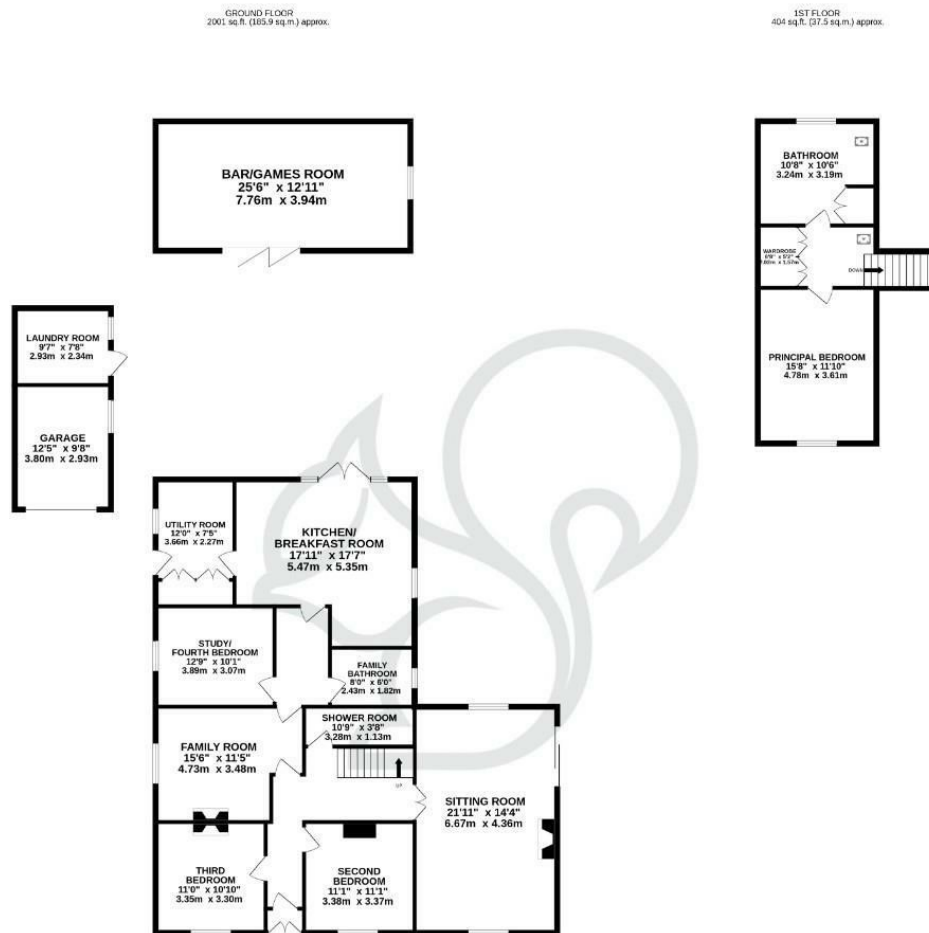 GROUND FLOOR
2001 sq.ft. (185.9 sq.m.) approx.
1ST FLOOR
404 sq.ft. (37.5 sq.m.) approx.
BAR/GAMES ROOM
25'6" x 12'11"
7.76m x 3.94m
BATHROOM
10'8" x 10'6"
3.24m x 3.19m
WARDROBE
DOWN
PRINCIPAL BEDROOM
15'8" x 11'10"
4.78m x 3.61m
LAUNDRY ROOM
9'7" x 7'8"
2.93m x 2.34m
GARAGE
12'5" x 9'8"
3.80m x 2.93m
UTILITY ROOM
12'0" x 7'5"
3.66m x 2.27m
KITCHEN/
BREAKFAST ROOM
17'11" x 17'7"
5.47m x 5.35m
STUDY/
FOURTH BEDROOM
12'9" x 10'1"
3.89m x 3.07m
FAMILY
BATHROOM
8'0" x 6'0"
2.43m x 1.82m
SHOWER ROOM
10'9" x 3'8"
3.28m x 1.13m
FAMILY ROOM
15'6" x 11'5"
4.73m x 3.48m
UP
SITTING ROOM
21'11" x 14'4"
6.67m x 4.36m
THIRD
BEDROOM
11'0" x 10'10"
3.35m x 3.30m
SECOND
BEDROOM
11'1" x 11'1"
3.38m x 3.37m